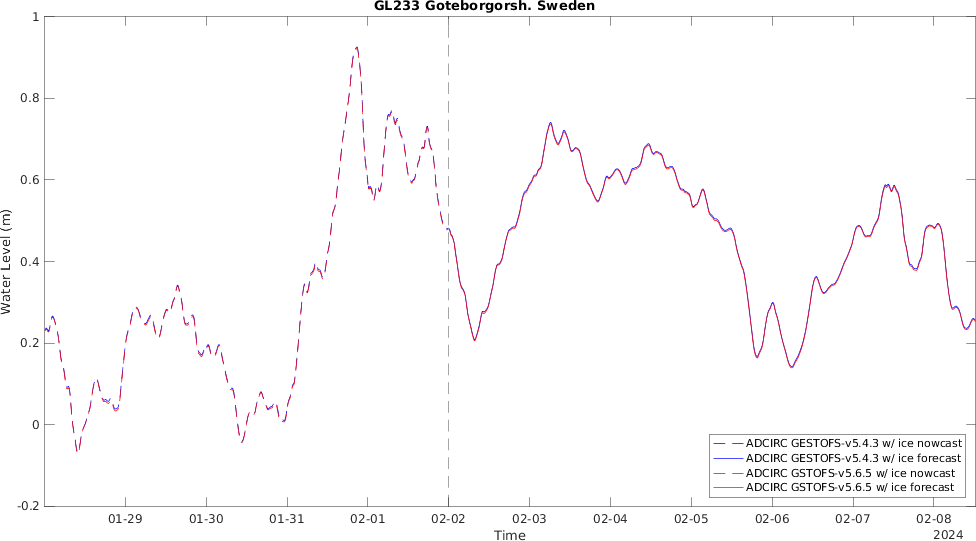 GL233 Goteborgorsh. Sweden
1
0.8
0.6
0.4
0.2
0
-0.2
Water Level (m)
ADCIRC GESTOFS-v5.4.3 w/ ice nowcast
ADCIRC GESTOFS-v5.4.3 w/ ice forecast
ADCIRC GSTOFS-v5.6.5 w/ ice nowcast
ADCIRC GSTOFS-v5.6.5 w/ ice forecast
01-29 01-30 01-31 02-01 02-02 02-03 02-04 02-05 02-06 02-07 02-08
Time 2024